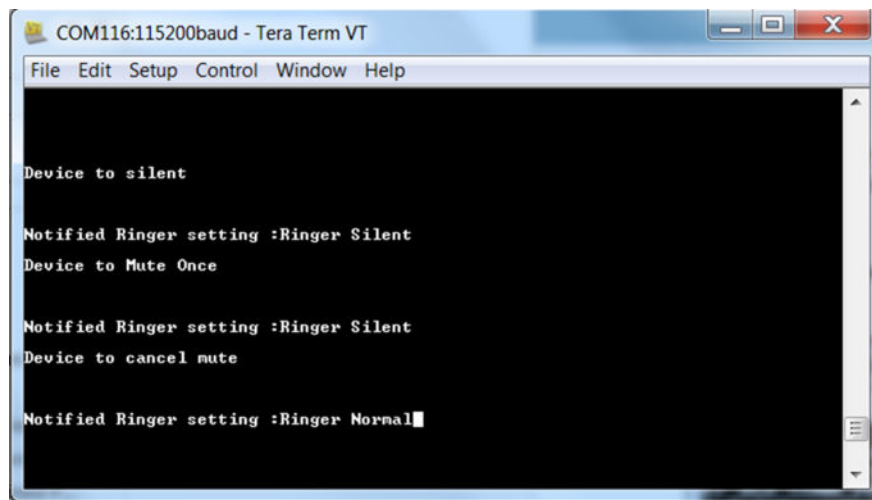 COM116:115200baud - Tera Term VT
File Edit Setup Control Window Help
Device to silent
Notified Ringer setting :Ringer Silent
Device to Mute Once
Notified Ringer setting :Ringer Silent
Device to cancel mute
Notified Ringer setting :Ringer Normal